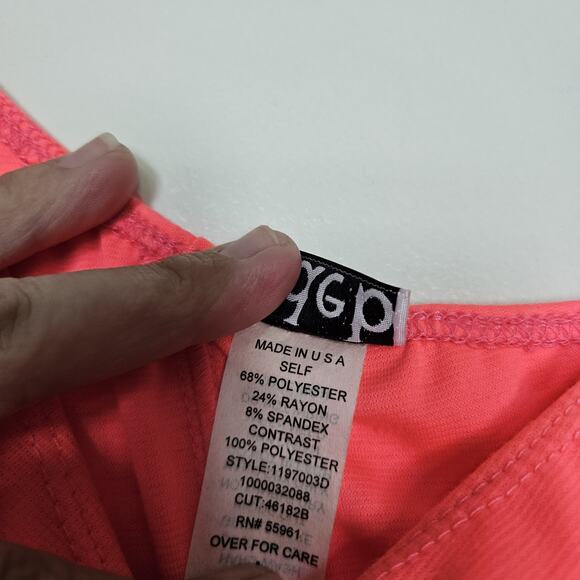 MADE IN U S A
SELF
68% POLYESTER
24% RAYON
8% SPANDEX
CONTRAST
100% POLYESTER
STYLE:1197003D
1000032088
CUT:46182B
RN# 55961
OVER FOR CARE